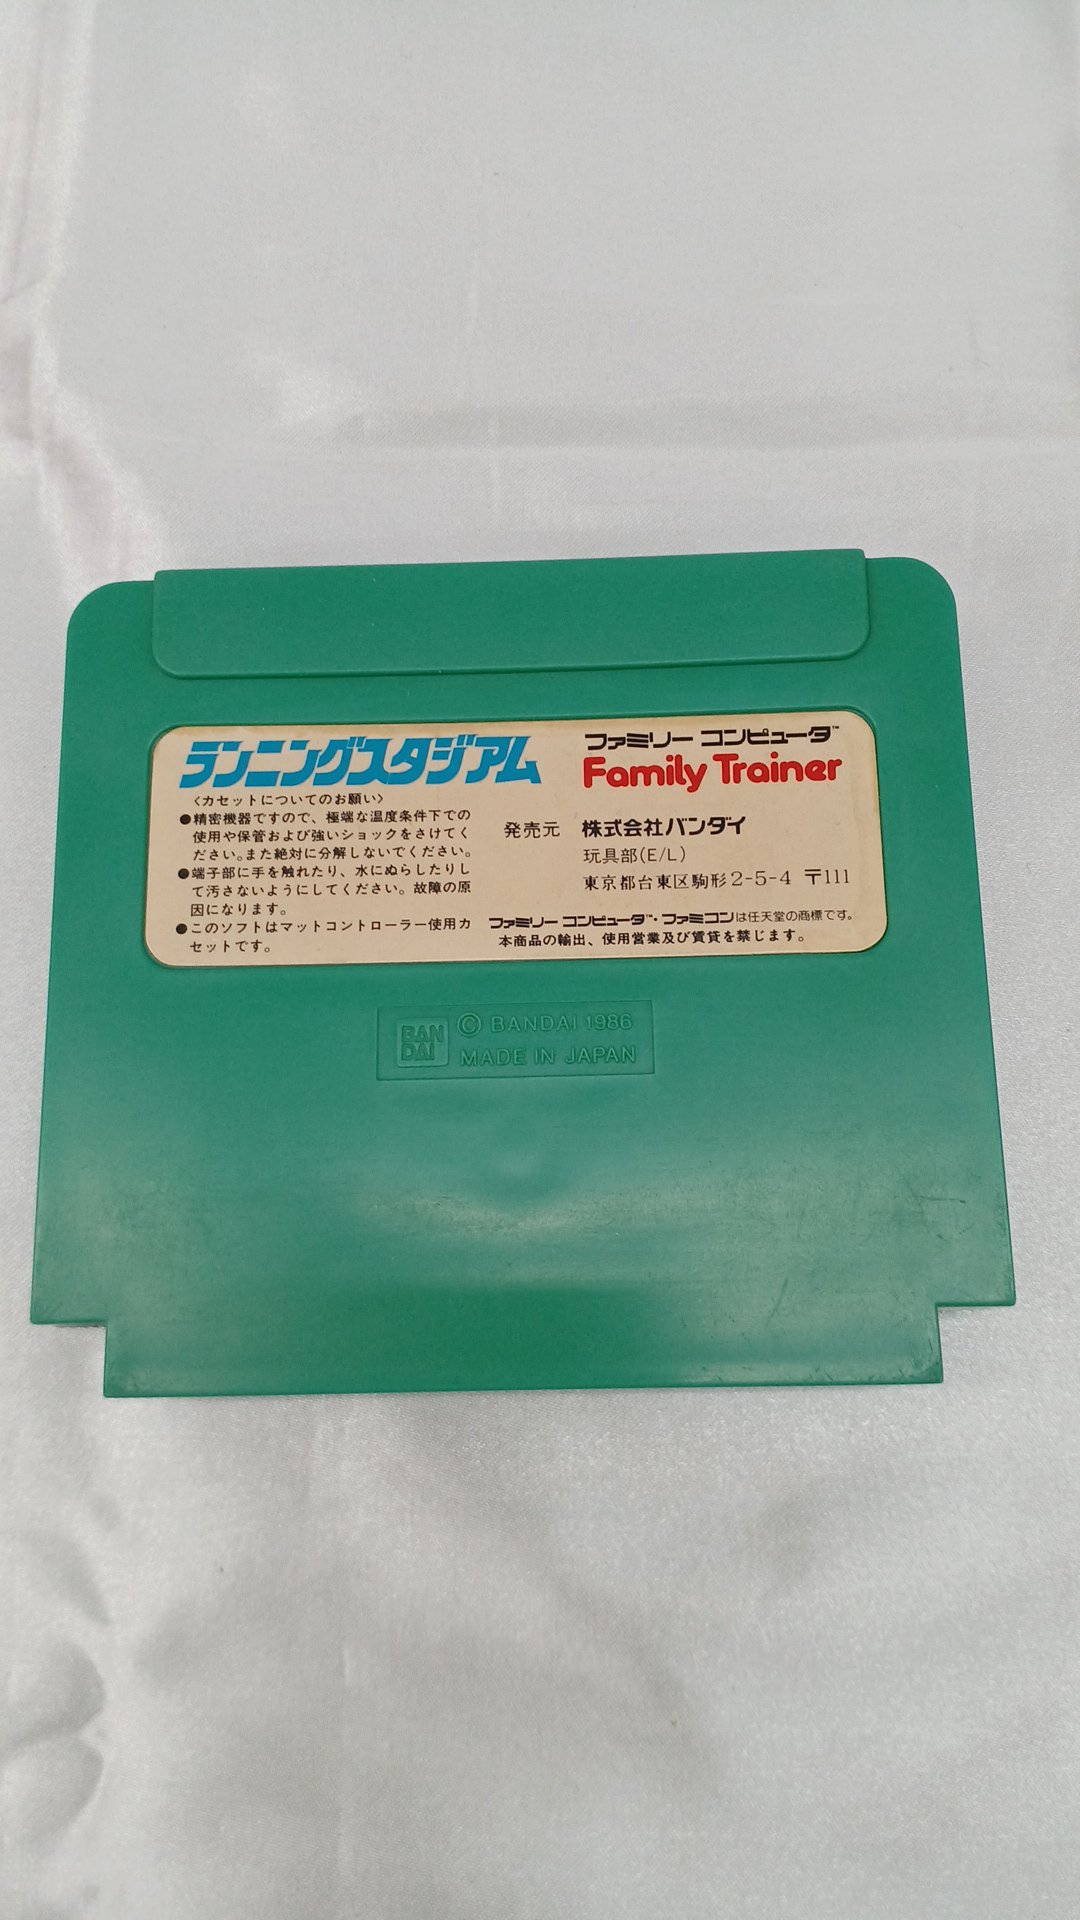 ランニングスタジアム
〈カセットについてのお願い〉
●精密機器ですので、極端な温度条件下での
使用や保管および強いショックをさけてく
ださい。また絶対に分解しないでください。
●端子部に手を触れたり、水にぬらしたりし
て汚さないようにしてください。故障の原
因になります。
●このソフトはマットコントローラー使用カ
セットです。
ファミリー コンピュータ™
Family Trainer
発売元 株式会社バンダイ
玩具部(E/L)
東京都台東区駒形2-5-4 〒111
ファミリー コンピュータ・ファミコンは任天堂の商標です。
本商品の輸出、使用営業及び賃貸を禁じます。
BAN
DAI
© BANDAI 1986
MADE IN JAPAN